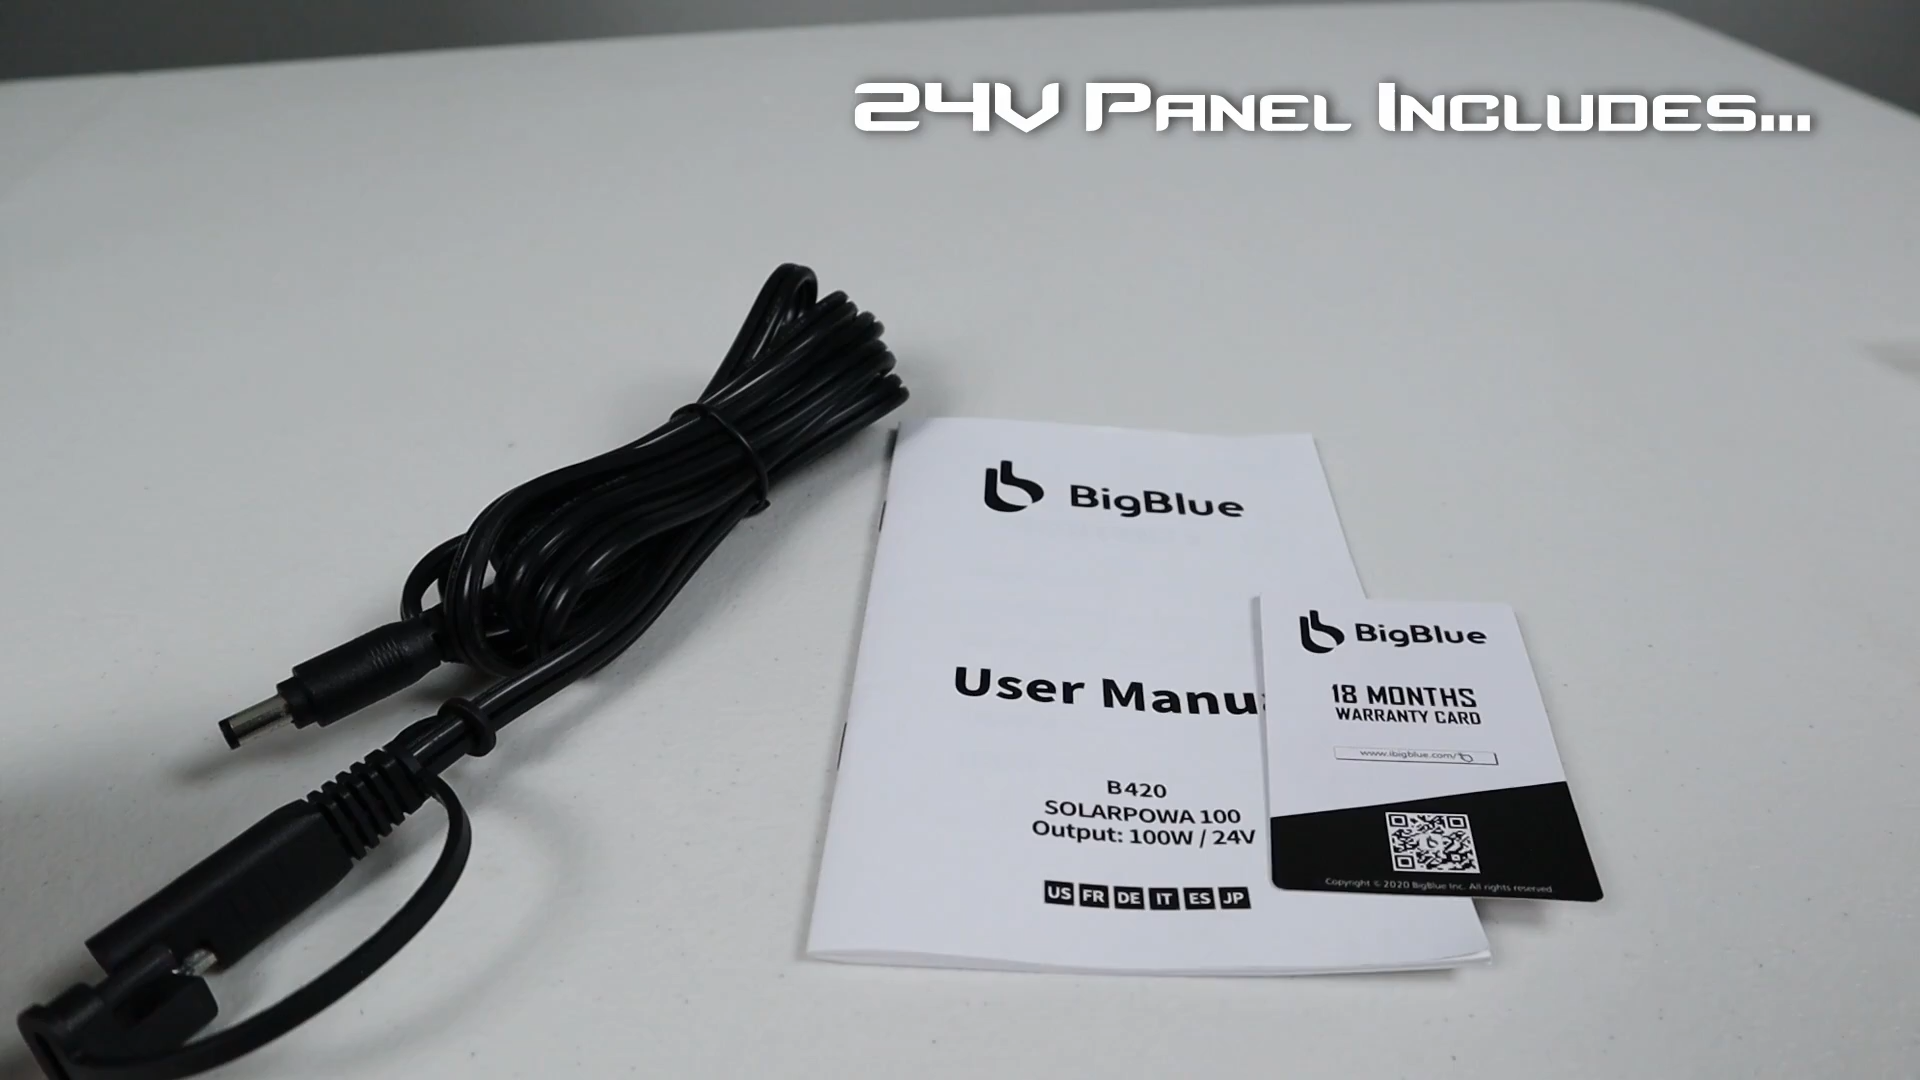 24V Panel Includes...
BigBlue
User Manu
B420
SOLARPOWA 100
Output: 100W / 24V
US FR DE IT ES JP
BigBlue
18 MONTHS
WARRANTY CARD
www.ibigblue.com/
Copyright © 2020 BigBlue Inc. All rights reserved